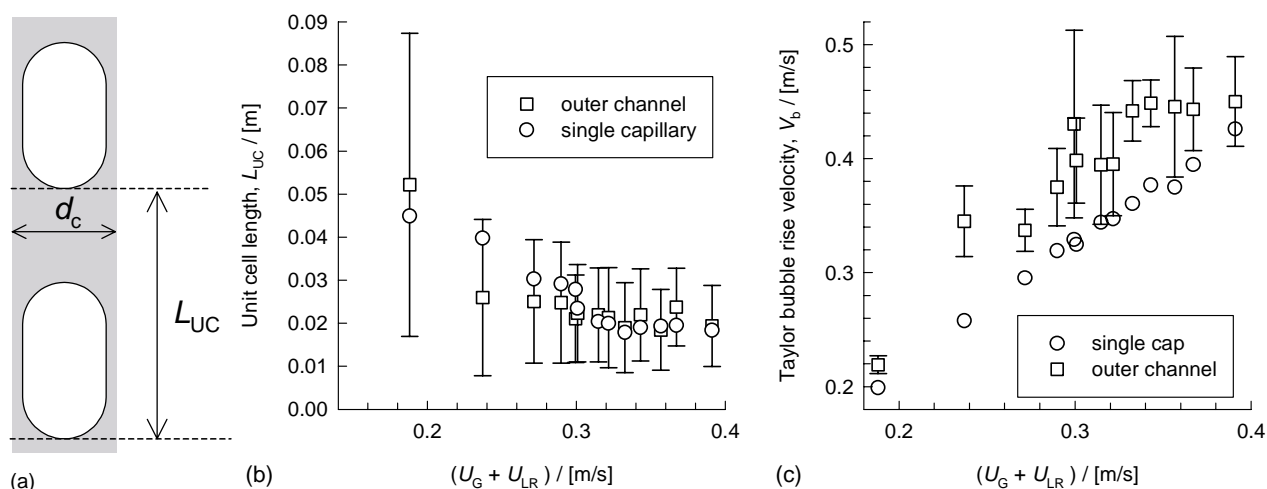 d_c
L_UC
(a)
Unit cell length, L_UC / [m]
0.09
0.08
0.07
0.06
0.05
0.04
0.03
0.02
0.01
0.00
outer channel
single capillary
0.2
0.3
0.4
(b)
(U_G + U_LR) / [m/s]
Taylor bubble rise velocity, V_b / [m/s]
0.5
0.4
0.3
0.2
single cap
outer channel
0.2
0.3
0.4
(c)
(U_G + U_LR) / [m/s]